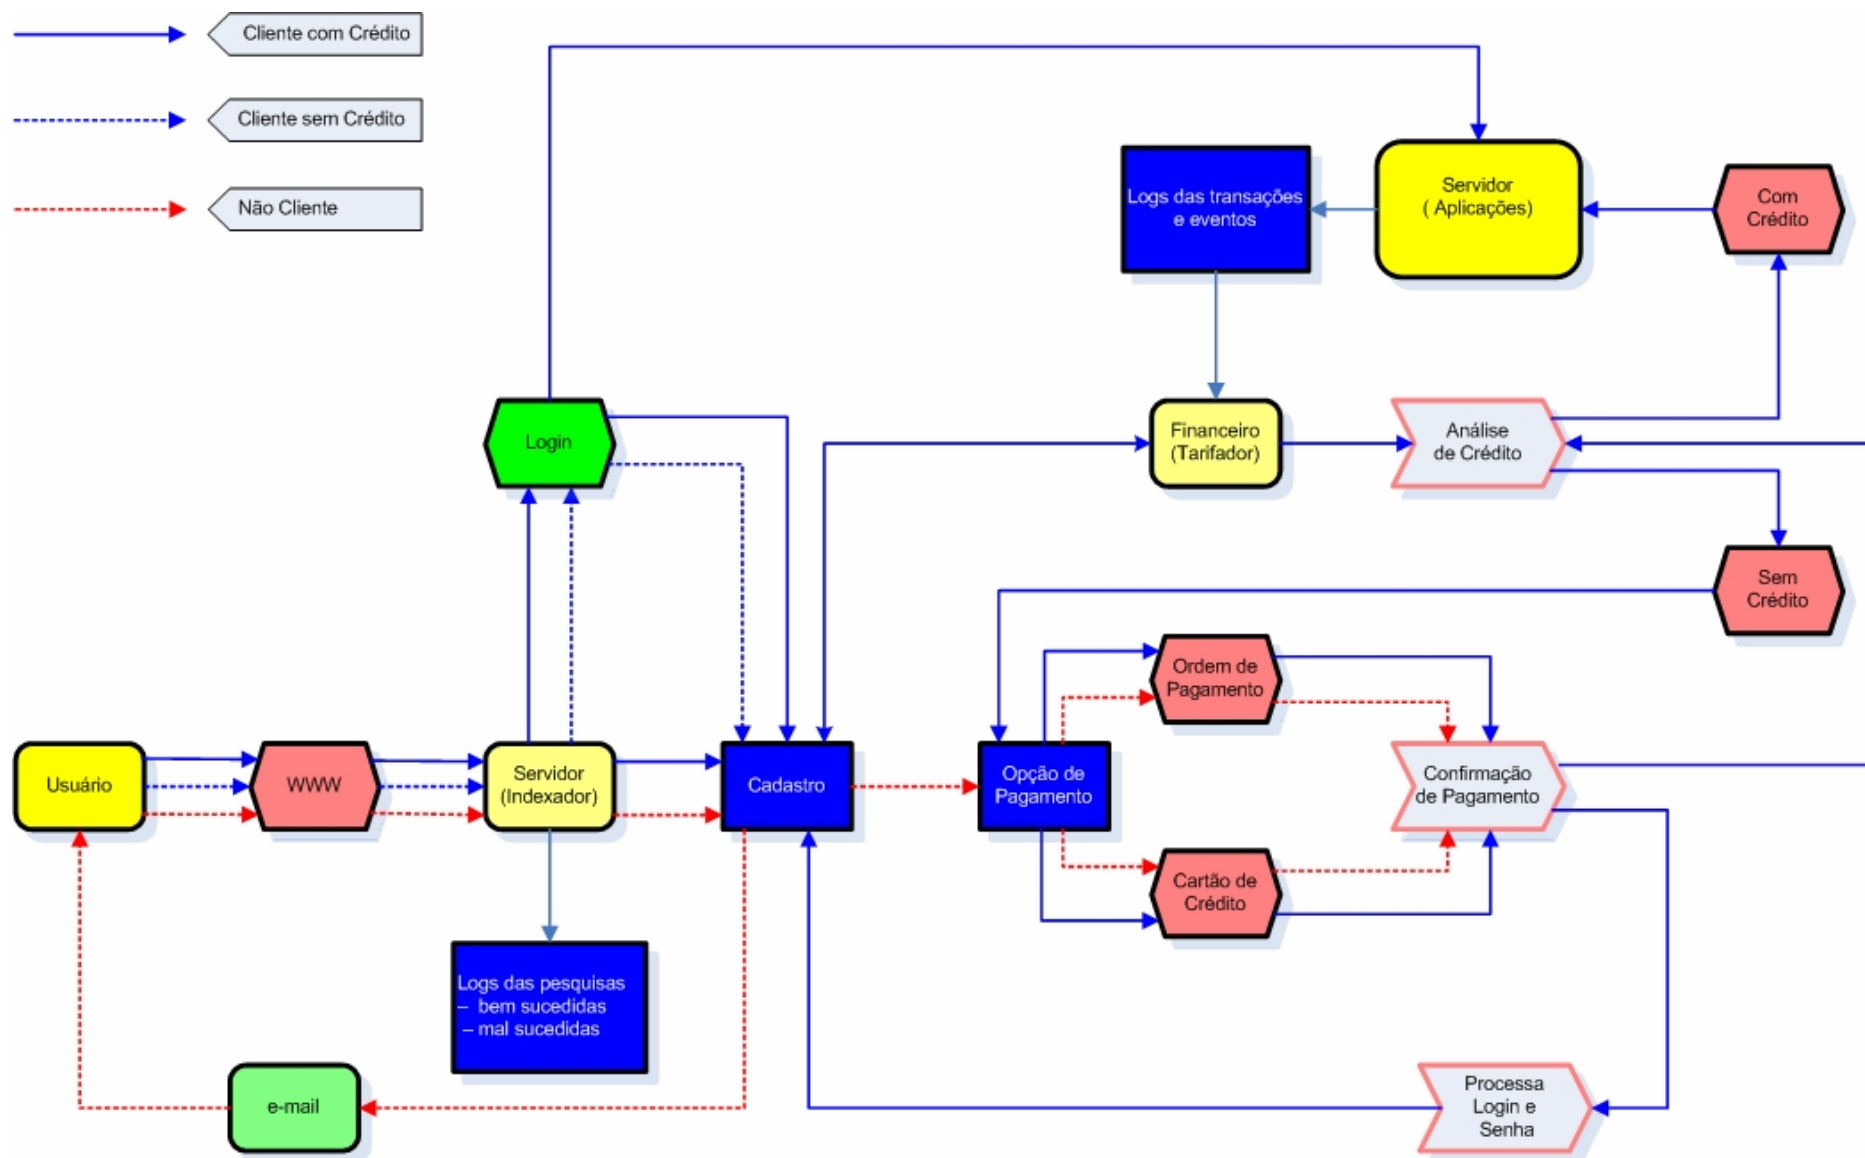 Cliente com Crédito
Cliente sem Crédito
Não Cliente
Logs das transações
e eventos
Servidor
( Aplicações)
Com
Crédito
Login
Financeiro
(Tarifador)
Análise
de Crédito
Sem
Crédito
Ordem de
Pagamento
Usuário
WWW
Servidor
(Indexador)
Cadastro
Opção de
Pagamento
Confirmação
de Pagamento
Cartão de
Crédito
Logs das pesquisas
– bem sucedidas
– mal sucedidas
e-mail
Processa
Login e
Senha